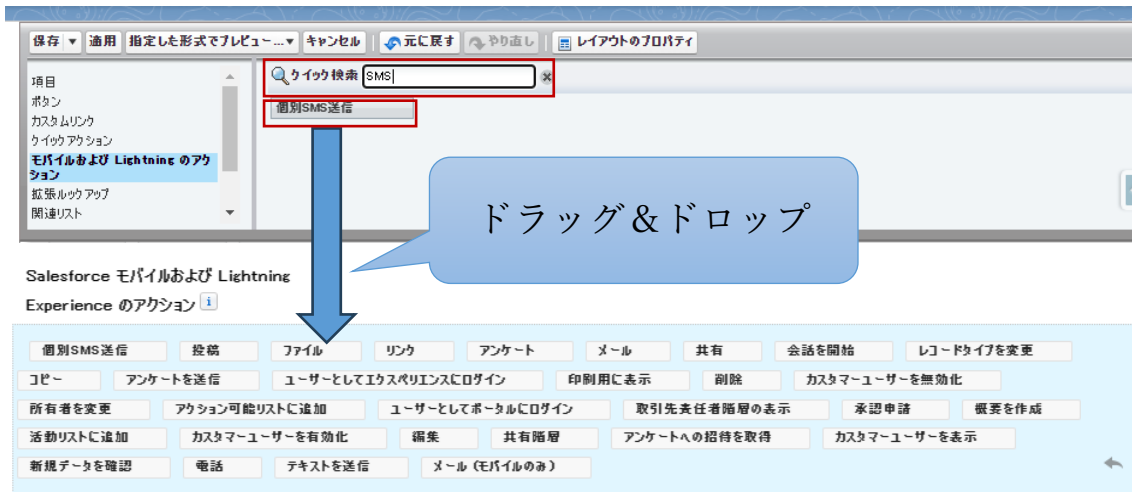 保存 ▼ 適用 指定した形式でプレビュー...▼ キャンセル 元に戻す やり直し レイアウトのプロパティ
クイック検索 SMS
項目
ボタン
カスタムリンク
クイックアクション
モバイルおよび Lightning のアク
ション
拡張ルックアップ
関連リスト
個別SMS送信
ドラッグ&ドロップ
Salesforce モバイルおよび Lightning
Experience のアクション i
個別SMS送信 投稿 ファイル リンク アンケート メール 共有 会話を開始 レコードタイプを変更
コピー アンケートを送信 ユーザーとしてエクスペリエンスにログイン 印刷用に表示 削除 カスタマーユーザーを無効化
所有者を変更 アクション可能リストに追加 ユーザーとしてポータルにログイン 取引先責任者階層の表示 承認申請 概要を作成
活動リストに追加 カスタマーユーザーを有効化 編集 共有階層 アンケートへの招待を取得 カスタマーユーザーを表示
新規データを確認 電話 テキストを送信 メール (モバイルのみ)